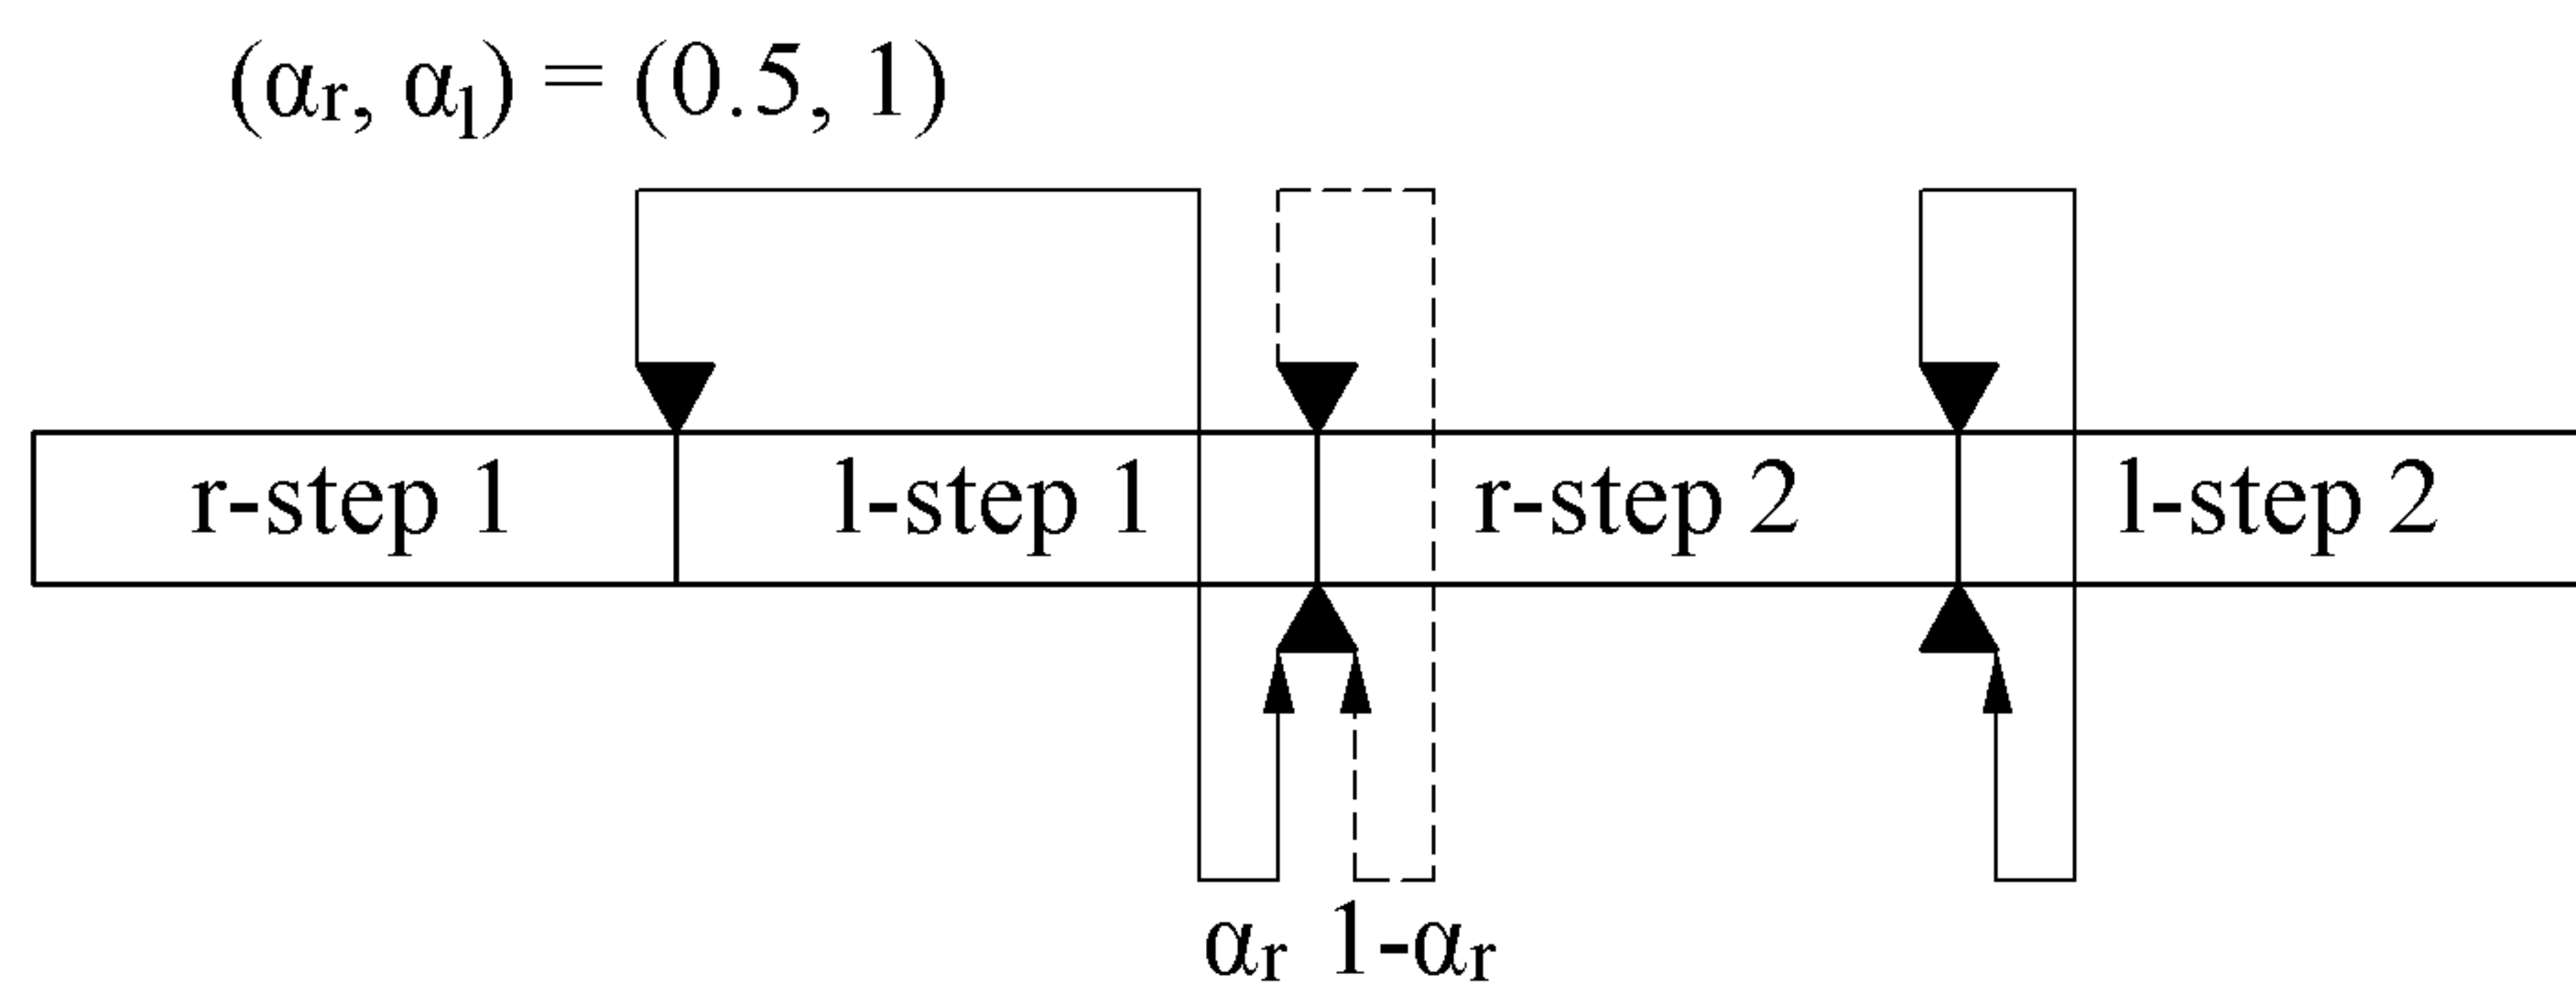 (αr, αl) = (0.5, 1)
r-step 1 l-step 1 r-step 2 l-step 2
αr 1-αr